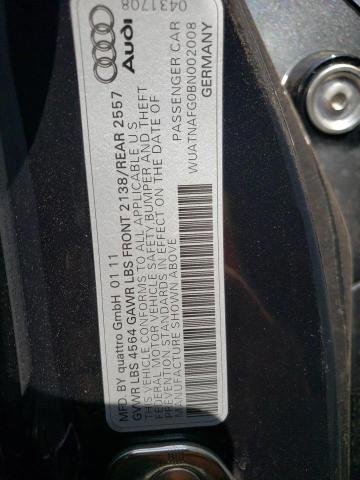 0431708
Audi
MFD. BY quattro GmbH 01 11
GVWR LBS 4564 GAWR LBS FRONT 2138/REAR 2557
THIS VEHICLE CONFORMS TO ALL APPLICABLE U S
FEDERAL MOTOR VEHICLE SAFETY, BUMPER AND THEFT
PREVENTION STANDARDS IN EFFECT ON THE DATE OF
MANUFACTURE SHOWN ABOVE
PASSENGER CAR
WUATNAFG0BN002008
GERMANY